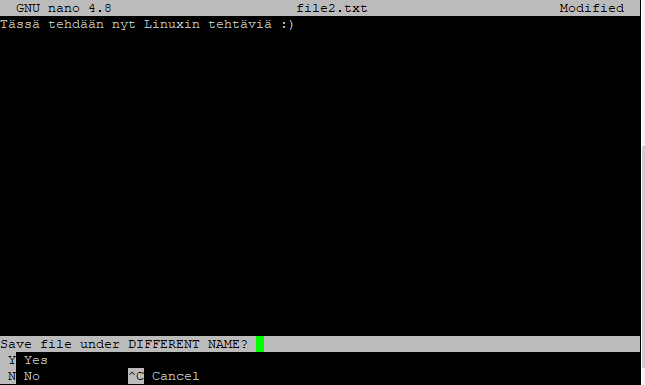 GNU nano 4.8 file2.txt Modified
Tässä tehdään nyt Linuxin tehtäviä :)
Save file under DIFFERENT NAME?
Y Yes
N No ^C Cancel